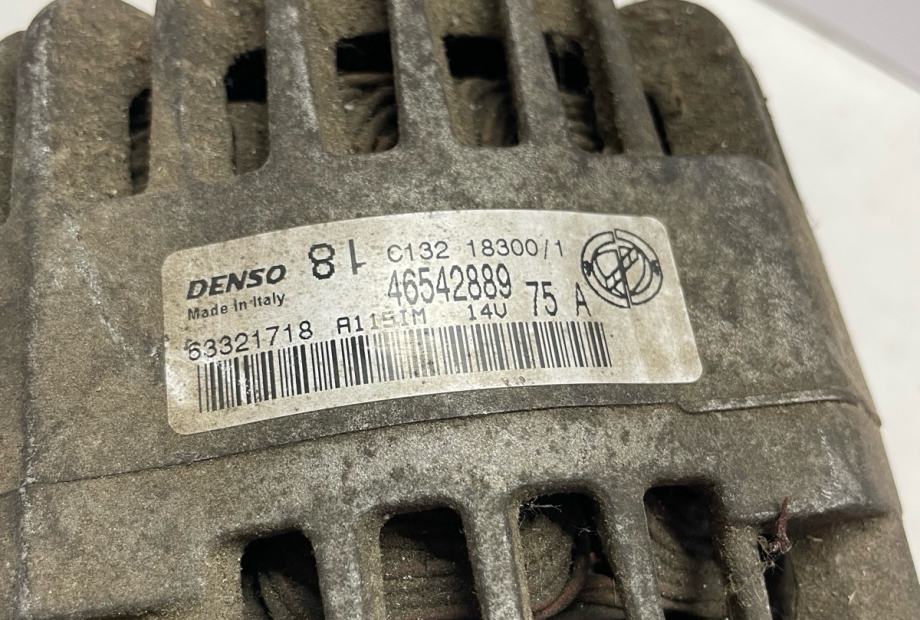 DENSO 81 C132 18300/1
Made in Italy 46542889 75 A
63321718 A115IM 14V